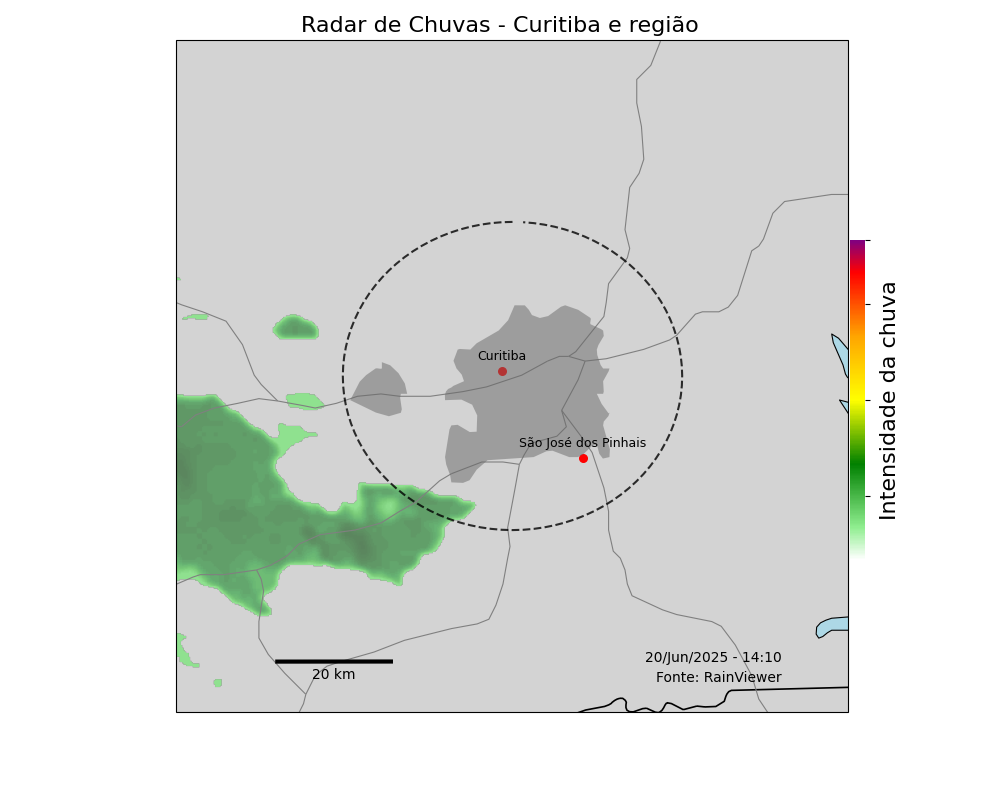 Radar de Chuvas - Curitiba e região
Curitiba
São José dos Pinhais
Intensidade da chuva
20 km
20/Jun/2025 - 14:10
Fonte: RainViewer